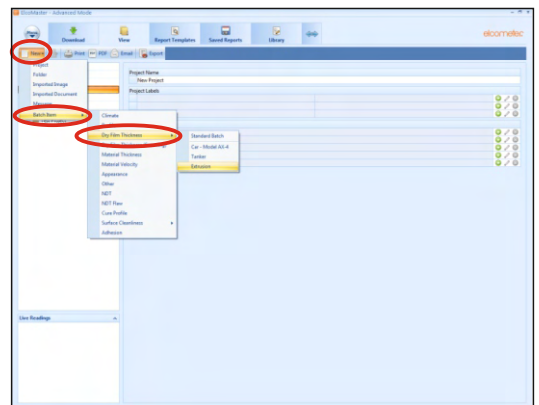 ElcoMaster - Advanced Mode
Download
View
Report Templates
Saved Reports
Library
elcometer
New
Print
PDF
Email
Export
Project
Folder
Imported Image
Imported Document
Batch Item
Climate
Dry Film Thickness
Material Thickness
Material Velocity
Appearance
Other
NDT
NDT Flaw
Cure Profile
Surface Cleanliness
Adhesion
Standard Batch
Car - Model AX-4
Tanker
Extrusion
Project Name
New Project
Project Labels
Live Readings